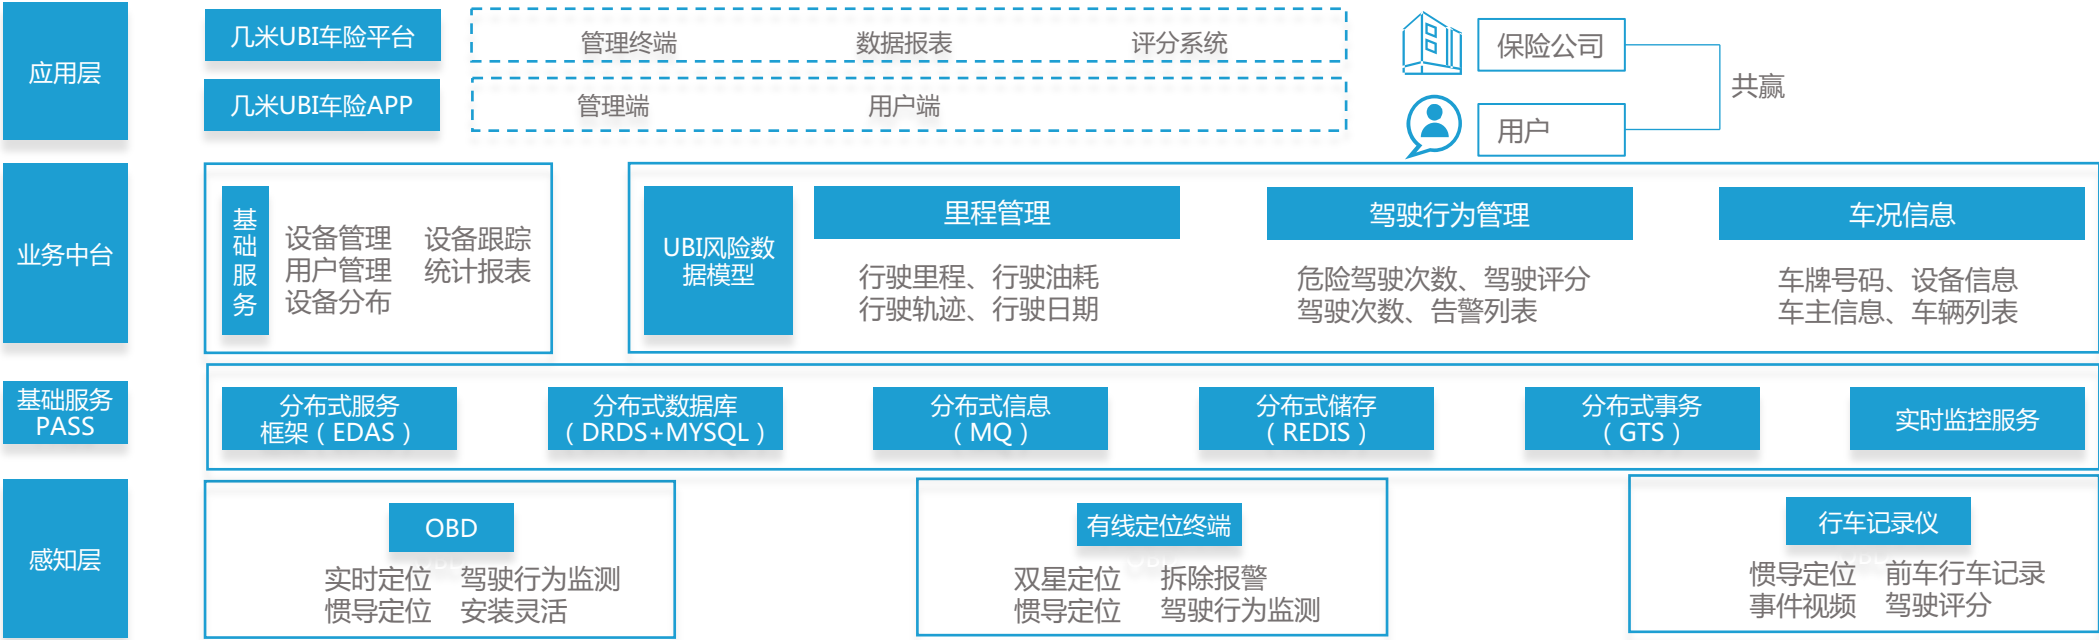 应用层
几米UBI车险平台
管理终端 数据报表 评分系统
几米UBI车险APP
管理端 用户端
保险公司
用户
共赢
业务中台
基础服务
设备管理 设备跟踪
用户管理 统计报表
设备分布
UBI风险数
据模型
里程管理
行驶里程、行驶油耗
行驶轨迹、行驶日期
驾驶行为管理
危险驾驶次数、驾驶评分
驾驶次数、告警列表
车况信息
车牌号码、设备信息
车主信息、车辆列表
基础服务
PASS
分布式服务
框架（EDAS）
分布式数据库
（DRDS+MYSQL）
分布式信息
（MQ）
分布式储存
（REDIS）
分布式事务
（GTS）
实时监控服务
感知层
OBD
实时定位 驾驶行为监测
惯导定位 安装灵活
有线定位终端
双星定位 拆除报警
惯导定位 驾驶行为监测
行车记录仪
惯导定位 前车行车记录
事件视频 驾驶评分